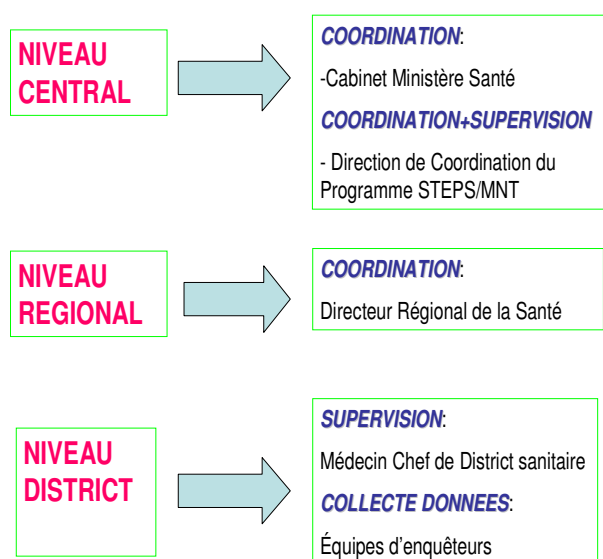 NIVEAU
CENTRAL
COORDINATION:
-Cabinet Ministère Santé
COORDINATION+SUPERVISION
- Direction de Coordination du
Programme STEPS/MNT
NIVEAU
REGIONAL
COORDINATION:
Directeur Régional de la Santé
NIVEAU
DISTRICT
SUPERVISION:
Médecin Chef de District sanitaire
COLLECTE DONNEES:
Équipes d'enquêteurs